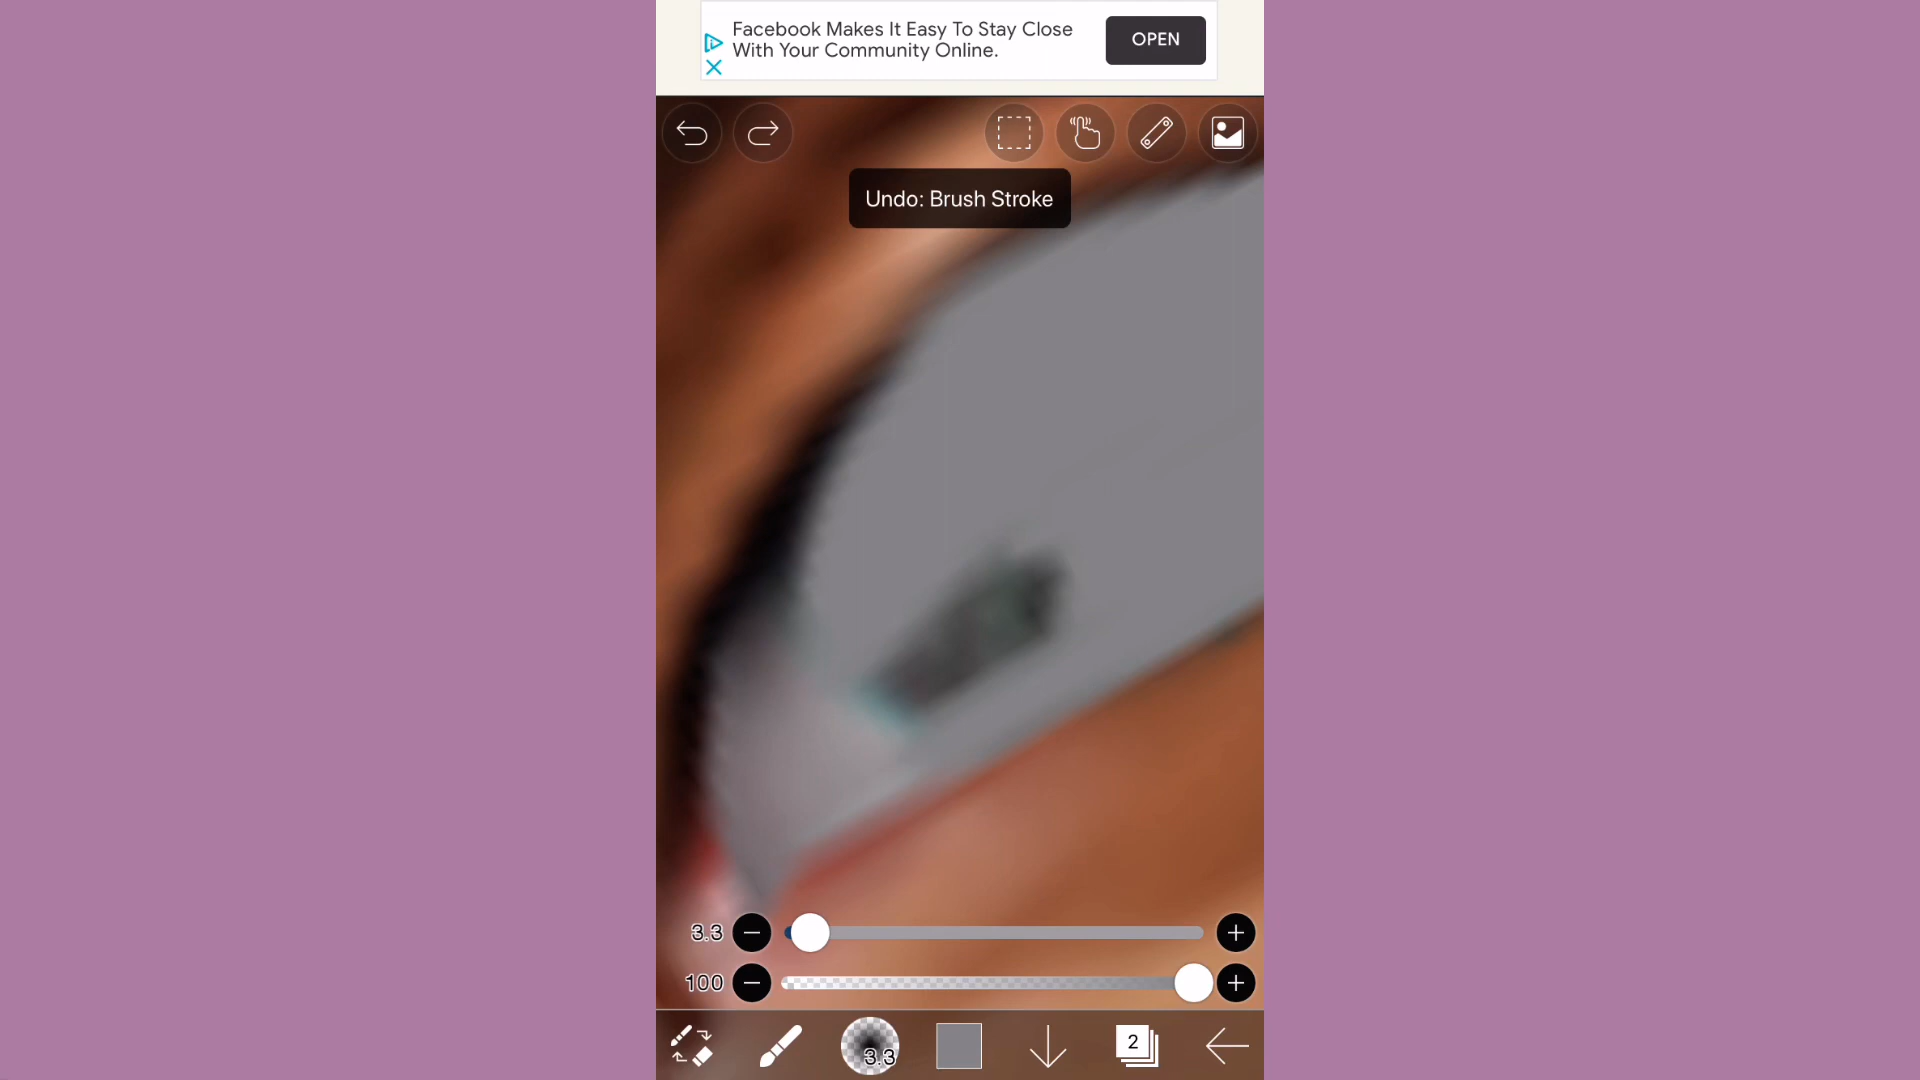 Facebook Makes It Easy To Stay Close
With Your Community Online.
OPEN
Undo: Brush Stroke
3.3
100
3.3
2